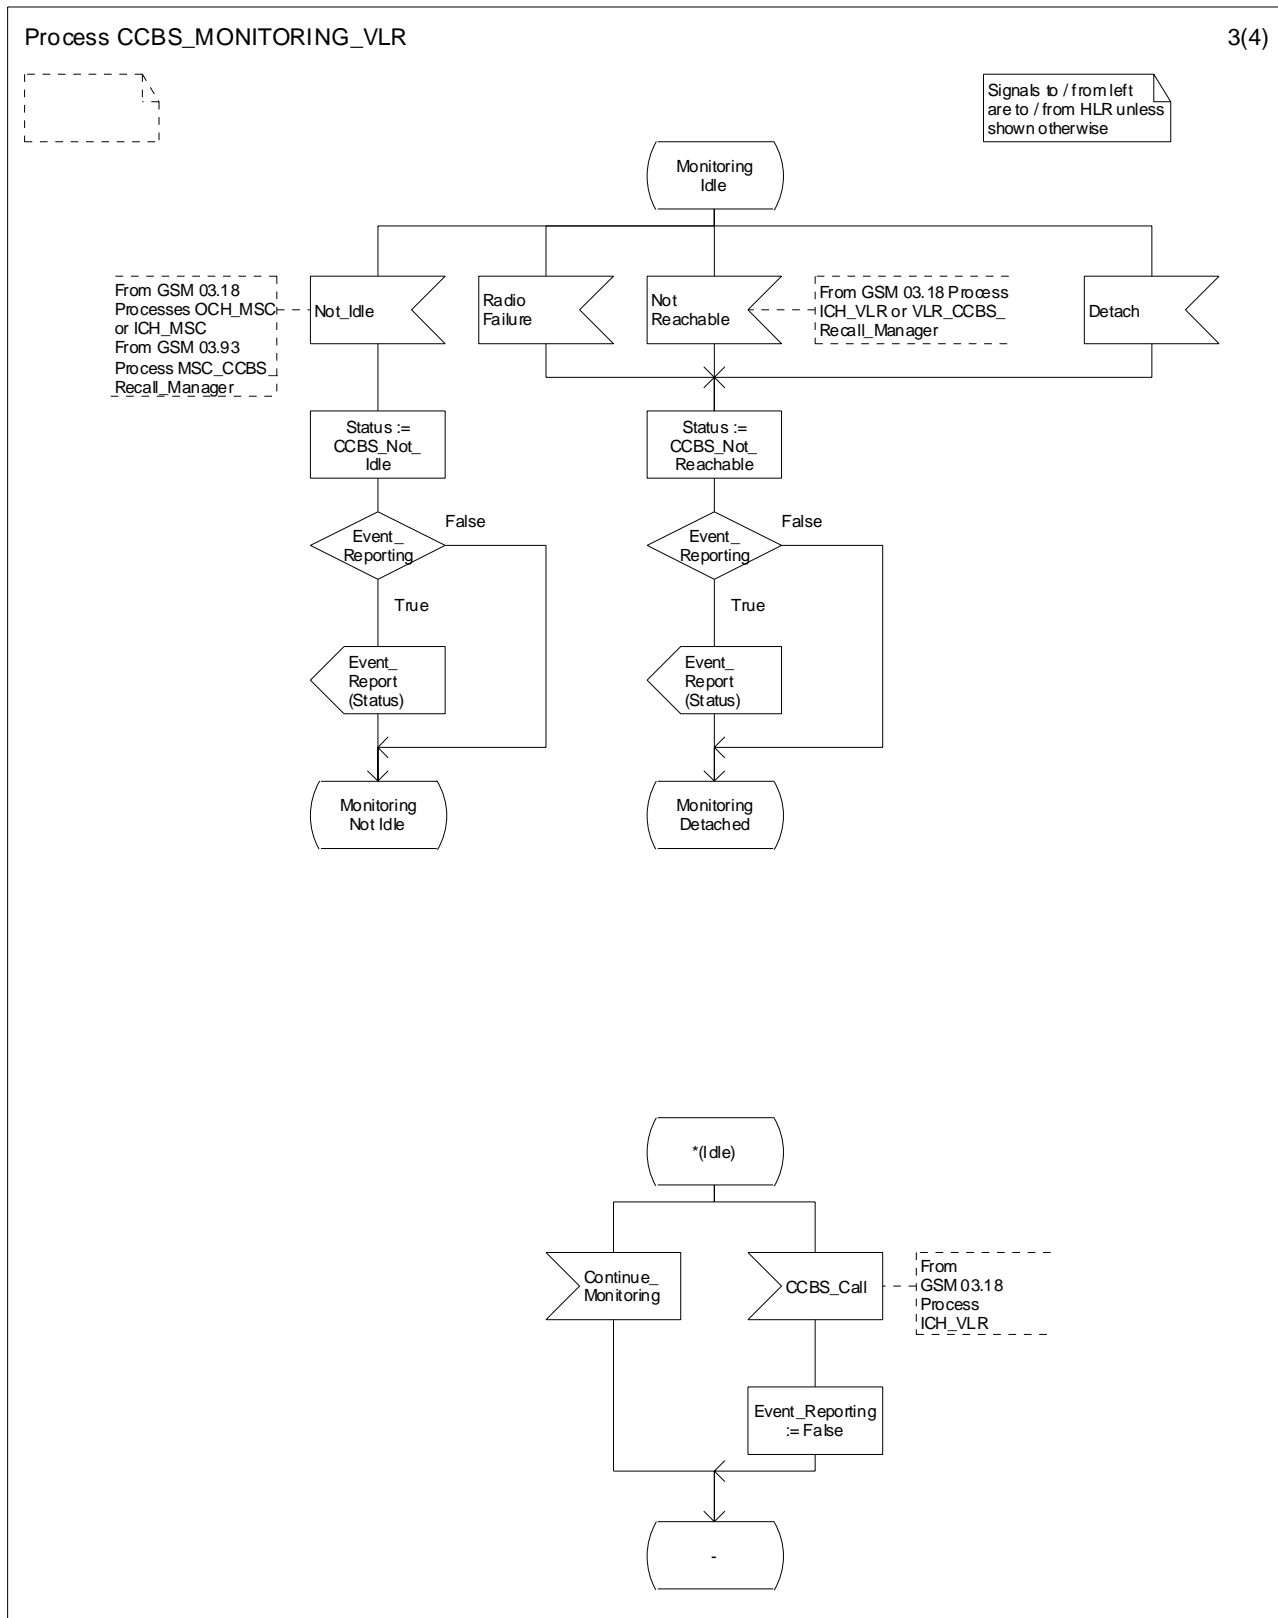 Process CCBS_MONITORING_VLR
3(4)
Signals to / from left
are to / from HLR unless
shown otherwise
Monitoring
Idle
From GSM 03.18
Processes OCH_MSC
or ICH_MSC
From GSM 03.93
Process MSC_CCBS_
Recall_Manager
Not_Idle
Radio
Failure
Not
Reachable
From GSM 03.18 Process
ICH_VLR or VLR_CCBS_
Recall_Manager
Detach
Status :=
CCBS_Not_
Idle
Status :=
CCBS_Not_
Reachable
Event_
Reporting
False
True
Event_
Reporting
False
True
Event_
Report
(Status)
Event_
Report
(Status)
Monitoring
Not Idle
Monitoring
Detached
*(Idle)
Continue_
Monitoring
CCBS_Call
From
GSM 03.18
Process
ICH_VLR
Event_Reporting
:= False
-